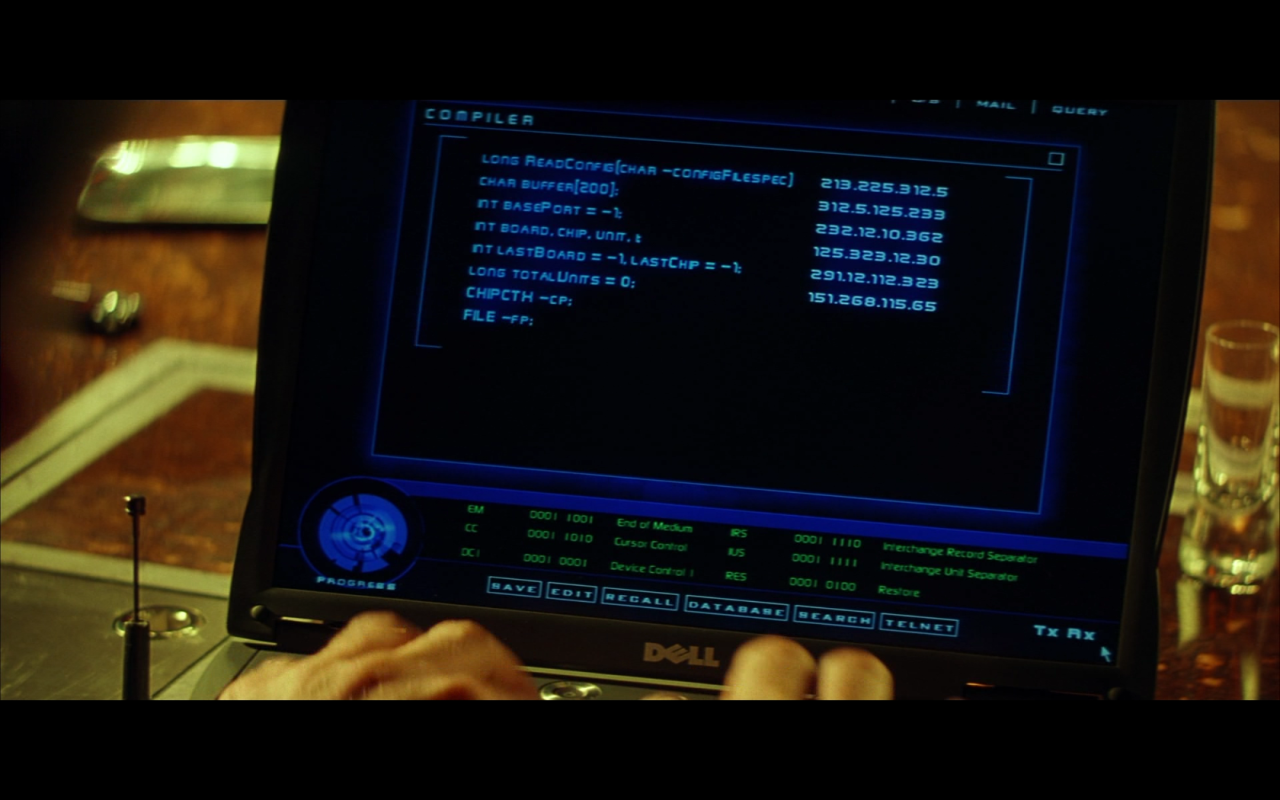 MAIL | QUERY
COMPILER
LONG READCONFIG[CHAR -CONFIGFILESPEC]
CHAR BUFFER[200];
INT BASEPORT = -1;
INT BOARD, CHIP, UNIT, t;
INT LASTBOARD = -1, LASTCHIP = -1;
LONG TOTALUNITS = 0;
CHIPCTH -CP;
FILE -FP;
213.225.312.5
312.5.125.233
232.12.10.362
125.323.12.30
291.12.112.323
151.268.115.65
EM 0001 1001 End of Medium IRS 0001 1110 Interchange Record Separator
CC 0001 1010 Cursor Control IUS 0001 1111 Interchange Unit Separator
DC1 0001 0001 Device Control 1 RES 0001 0100 Restore
PROGRESS
SAVE EDIT RECALL DATABASE SEARCH TELNET
Tx Rx
DELL